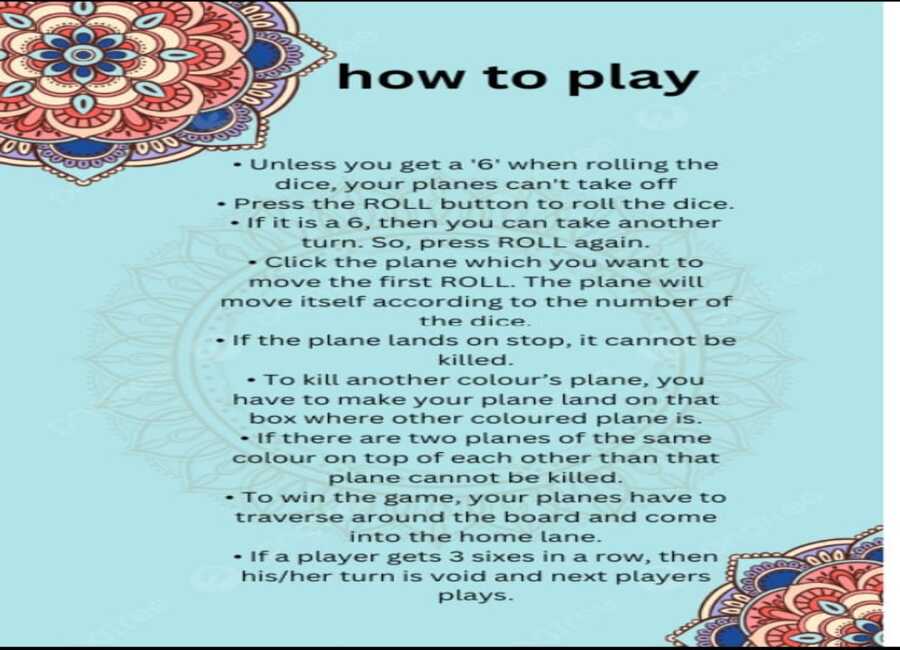 how to play
• Unless you get a '6' when rolling the
dice, your planes can't take off
• Press the ROLL button to roll the dice.
• If it is a 6, then you can take another
turn. So, press ROLL again.
• Click the plane which you want to
move the first ROLL. The plane will
move itself according to the number of
the dice.
• If the plane lands on stop, it cannot be
killed.
• To kill another colour’s plane, you
have to make your plane land on that
box where other coloured plane is.
• If there are two planes of the same
colour on top of each other than that
plane cannot be killed.
• To win the game, your planes have to
traverse around the board and come
into the home lane.
• If a player gets 3 sixes in a row, then
his/her turn is void and next players
plays.